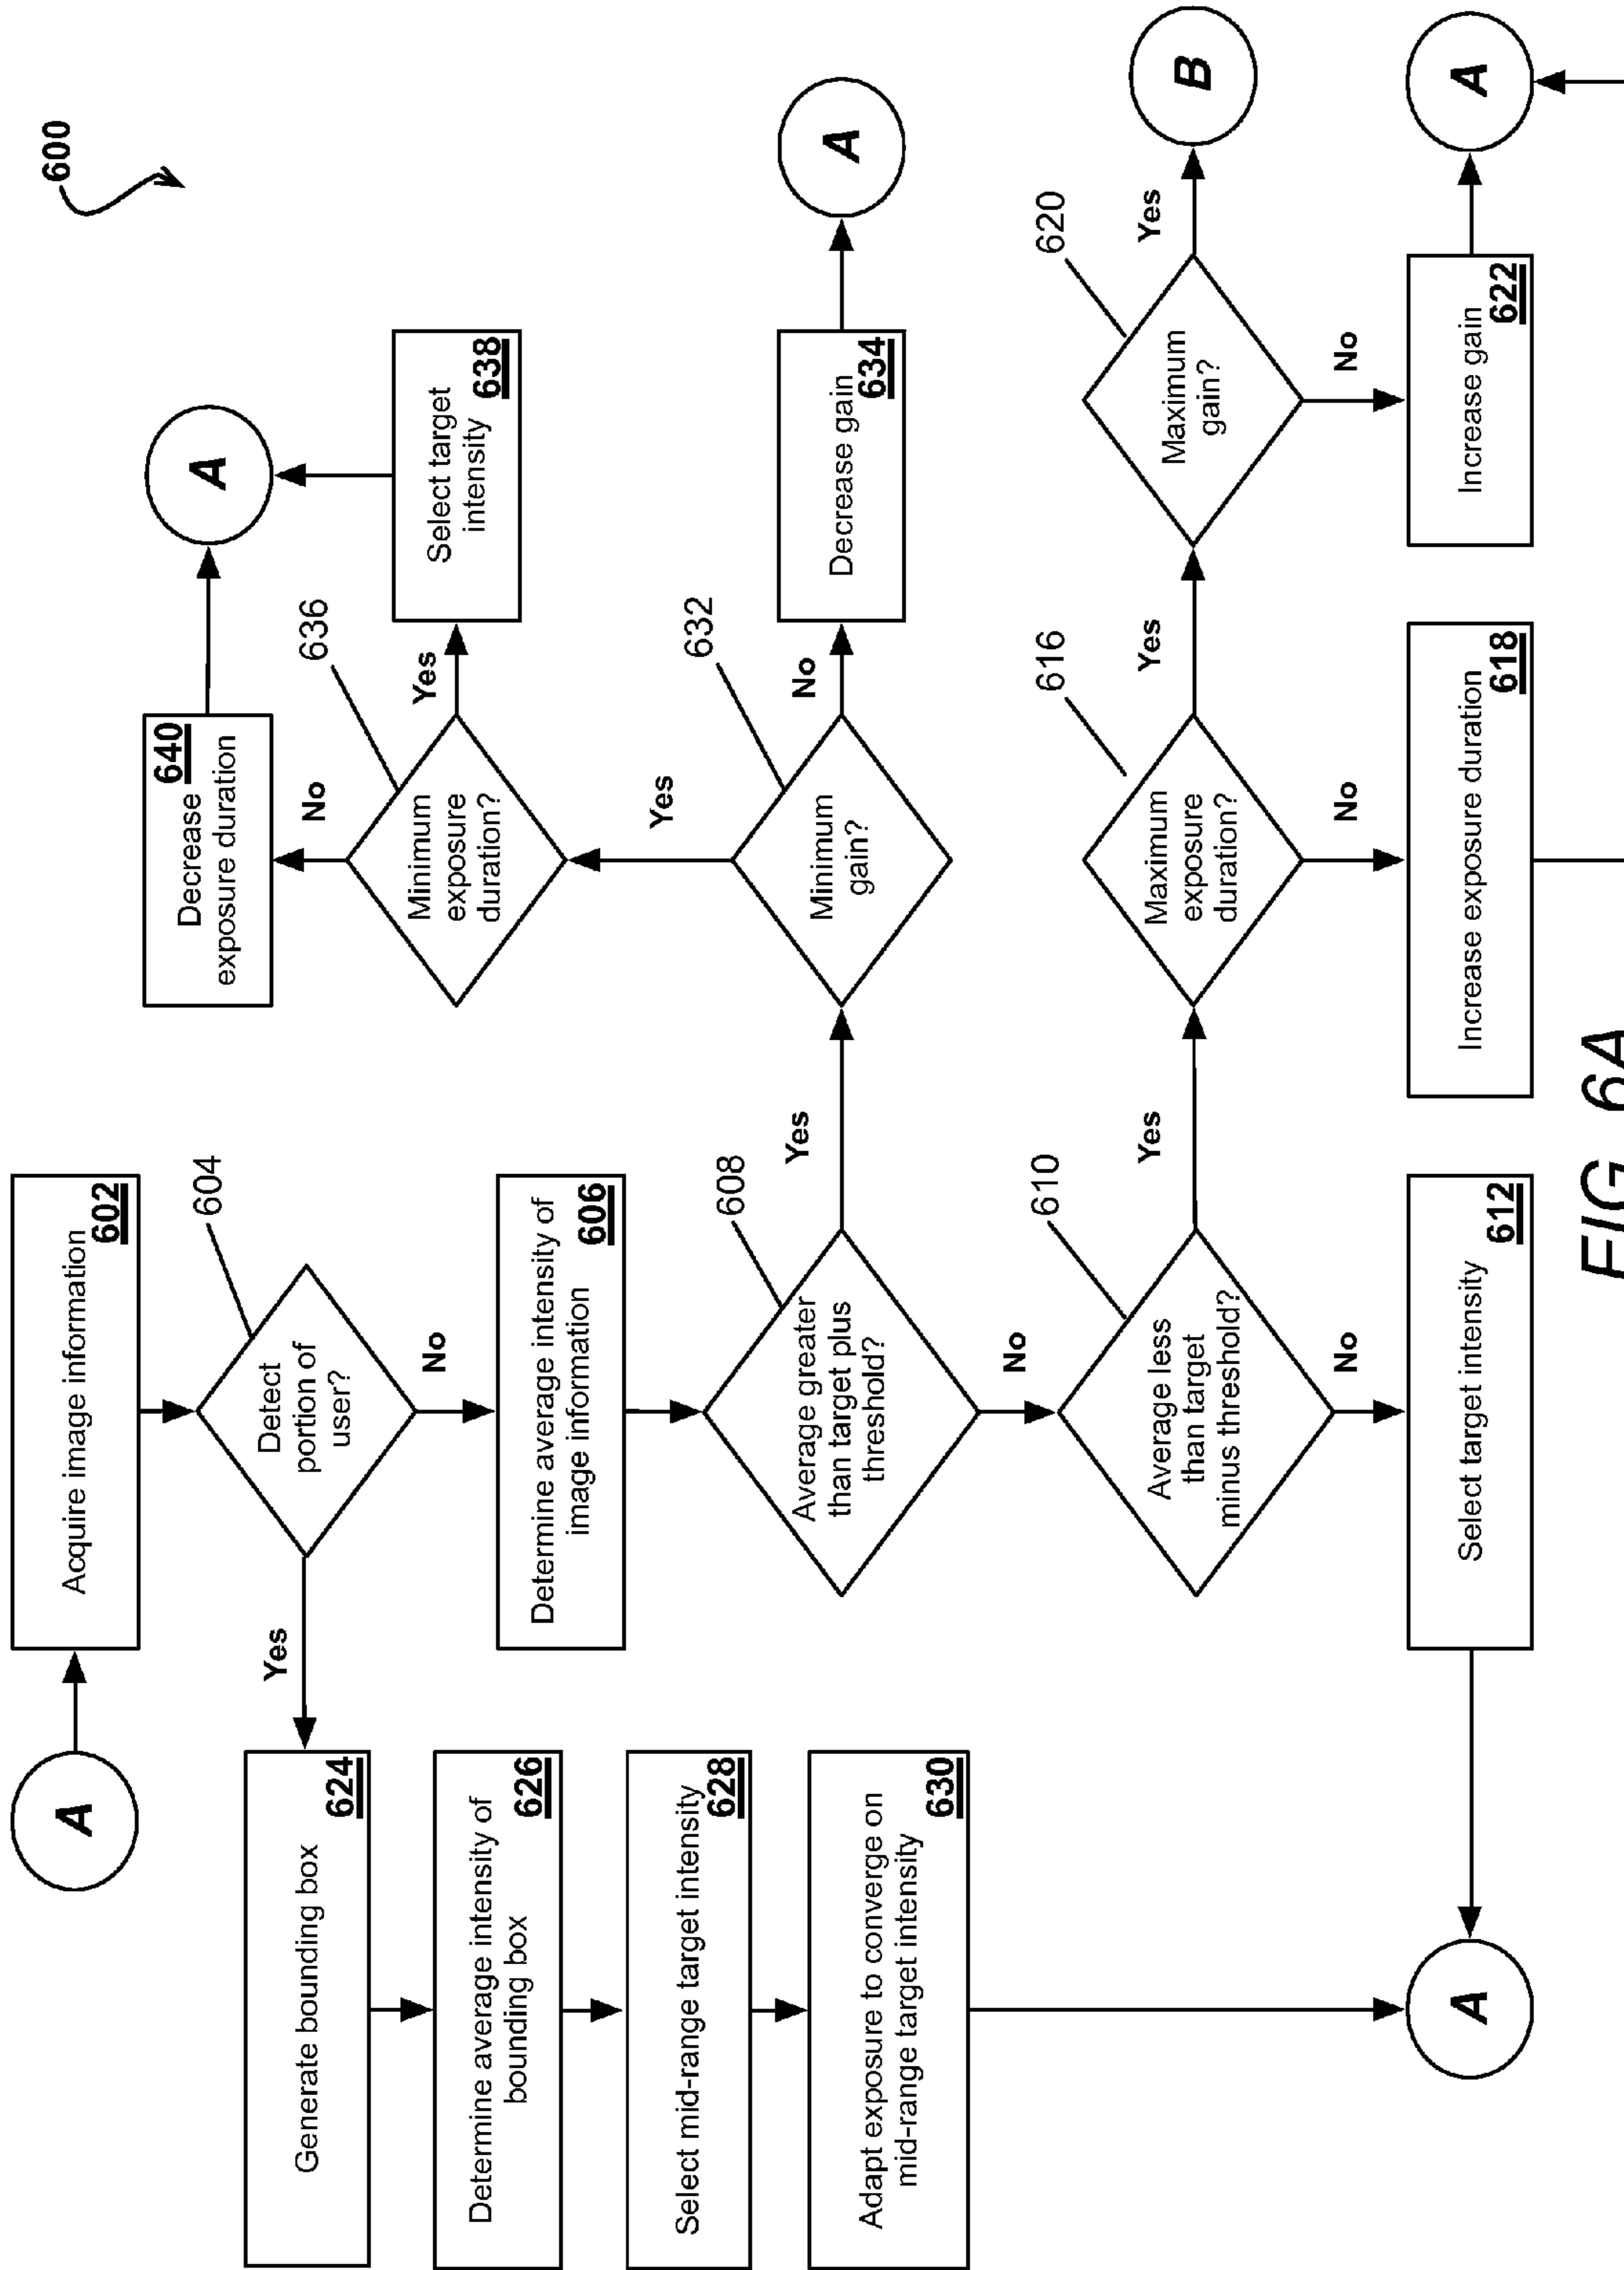 600
A
Acquire image information
602
604
Detect
portion of
user?
Yes
No
Generate bounding box
624
Determine average intensity of
bounding box
626
Select mid-range target intensity
628
Adapt exposure to converge on
mid-range target intensity
630
A
Determine average intensity of
image information
606
608
Average greater
than target plus
threshold?
Yes
No
610
Average less
than target
minus threshold?
Yes
No
Select target intensity
612
632
Minimum
gain?
Yes
No
Decrease gain
634
A
636
Minimum
exposure
duration?
Yes
No
Select target
intensity
638
640
Decrease
exposure duration
A
616
Maximum
exposure
duration?
Yes
No
Increase exposure duration
618
620
Maximum
gain?
Yes
No
B
Increase gain
622
A
FIG. 6A